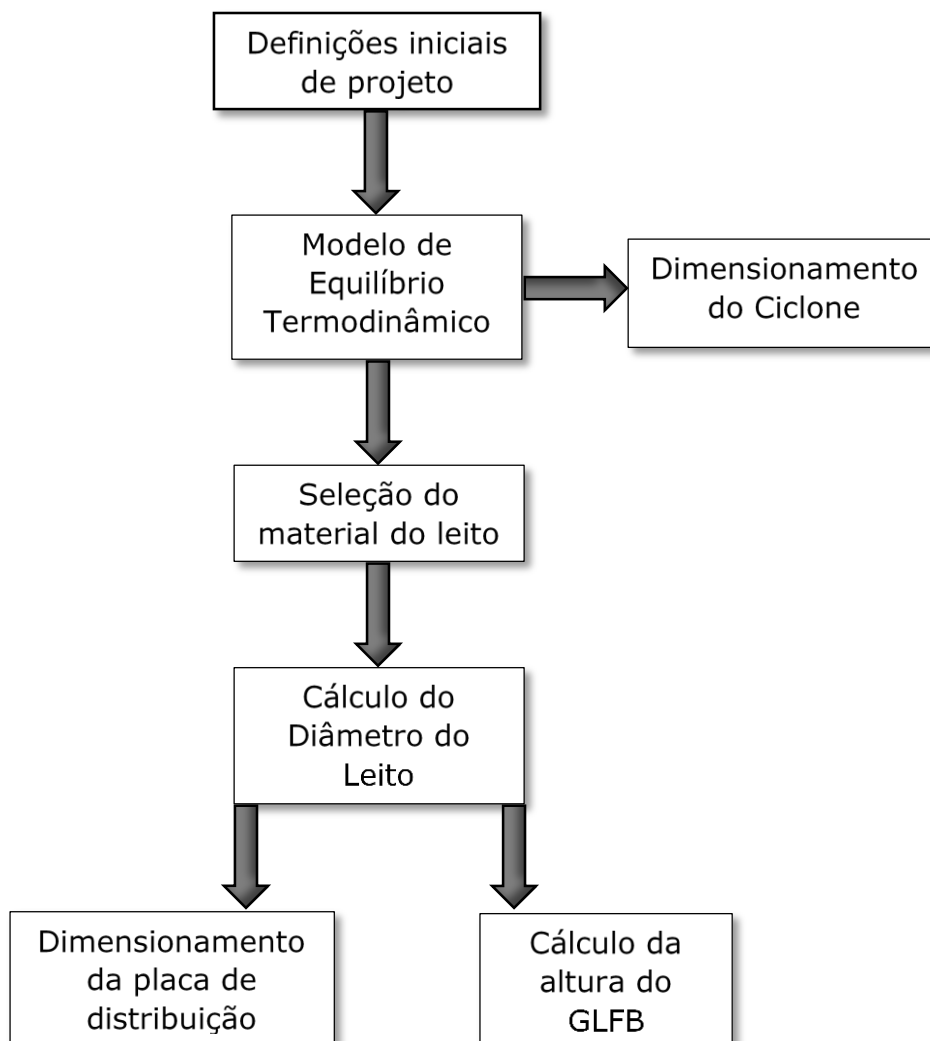 Definições iniciais
de projeto
Modelo de
Equilíbrio
Termodinâmico
Dimensionamento
do Ciclone
Seleção do
material do leito
Cálculo do
Diâmetro do
Leito
Dimensionamento
da placa de
distribuição
Cálculo da
altura do
GLFB